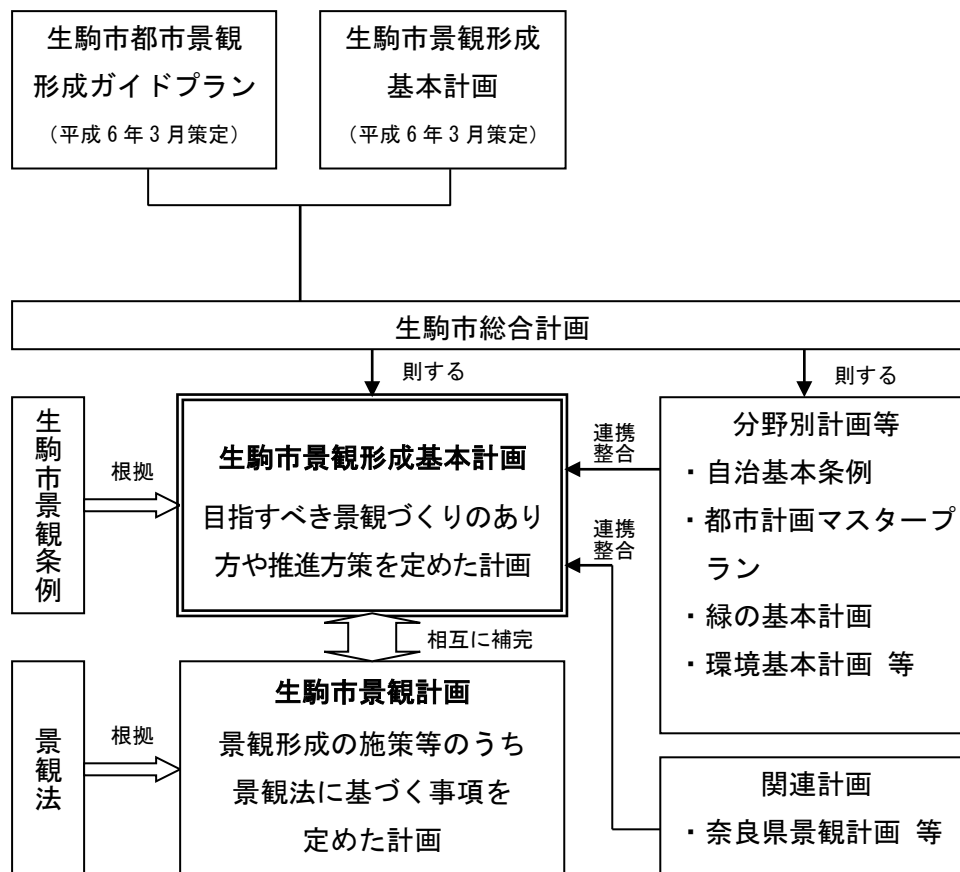 生駒市都市景観
形成ガイドプラン
（平成６年３月策定）
生駒市景観形成
基本計画
（平成６年３月策定）
生駒市総合計画
則する
則する
生駒市景観条例
根拠
生駒市景観形成基本計画
目指すべき景観づくりのあり
方や推進方策を定めた計画
連携
整合
連携
整合
分野別計画等
・自治基本条例
・都市計画マスタープ
ラン
・緑の基本計画
・環境基本計画 等
相互に補完
景観法
根拠
生駒市景観計画
景観形成の施策等のうち
景観法に基づく事項を
定めた計画
関連計画
・奈良県景観計画 等